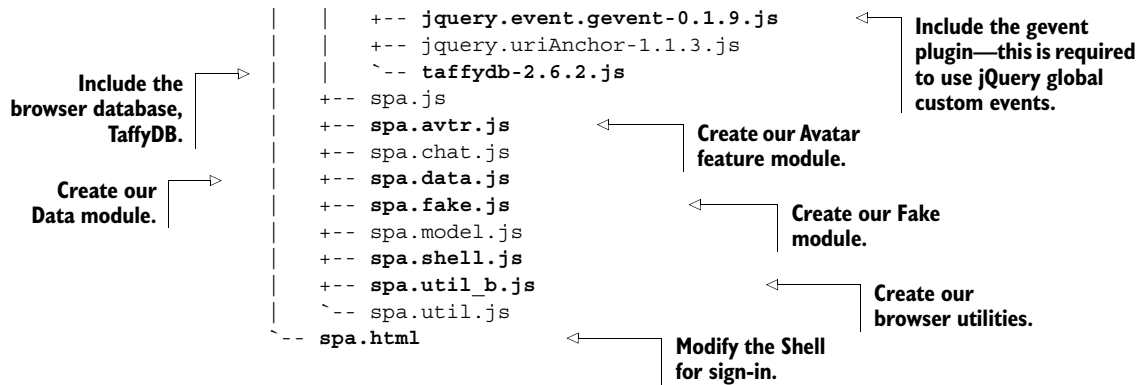 | | +-- jquery.event.gevent-0.1.9.js
| | +-- jquery.uriAnchor-1.1.3.js
| | `-- taffydb-2.6.2.js
| +-- spa.js
| +-- spa.avtr.js
| +-- spa.chat.js
| +-- spa.data.js
| +-- spa.fake.js
| +-- spa.model.js
| +-- spa.shell.js
| +-- spa.util_b.js
| `-- spa.util.js
`-- spa.html
Include the gevent
plugin—this is required
to use jQuery global
custom events.
Include the
browser database,
TaffyDB.
Create our Avatar
feature module.
Create our
Data module.
Create our Fake
module.
Create our
browser utilities.
Modify the Shell
for sign-in.